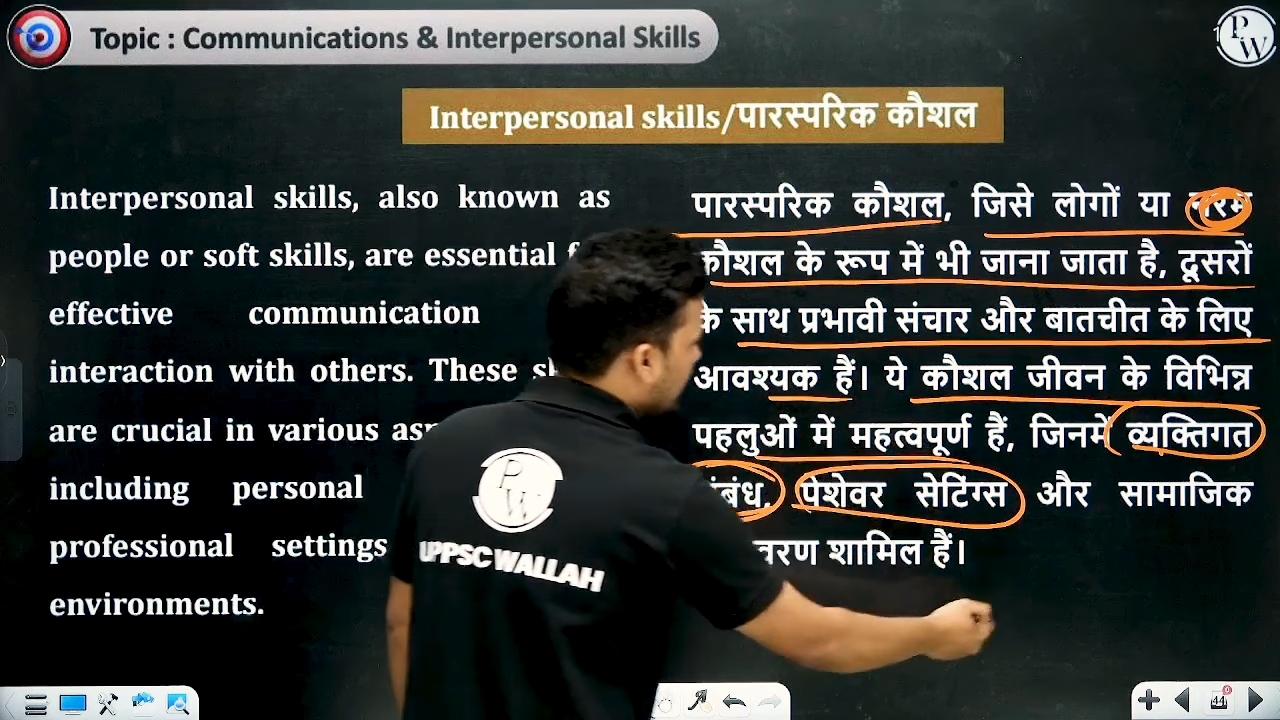 Topic : Communications & Interpersonal Skills
P
W
Interpersonal skills/पारस्परिक कौशल
Interpersonal skills, also known as
people or soft skills, are essential
effective communication
interaction with others. These
are crucial in various
including personal
professional settings
environments.
पारस्परिक कौशल, जिसे लोगों या नरम
कौशल के रूप में भी जाना जाता है, दूसरों
के साथ प्रभावी संचार और बातचीत के लिए
आवश्यक हैं। ये कौशल जीवन के विभिन्न
पहलुओं में महत्वपूर्ण हैं, जिनमें व्यक्तिगत
संबंध, पेशेवर सेटिंग्स और सामाजिक
शामिल हैं।
P
W
UPPSC WALLAH
44